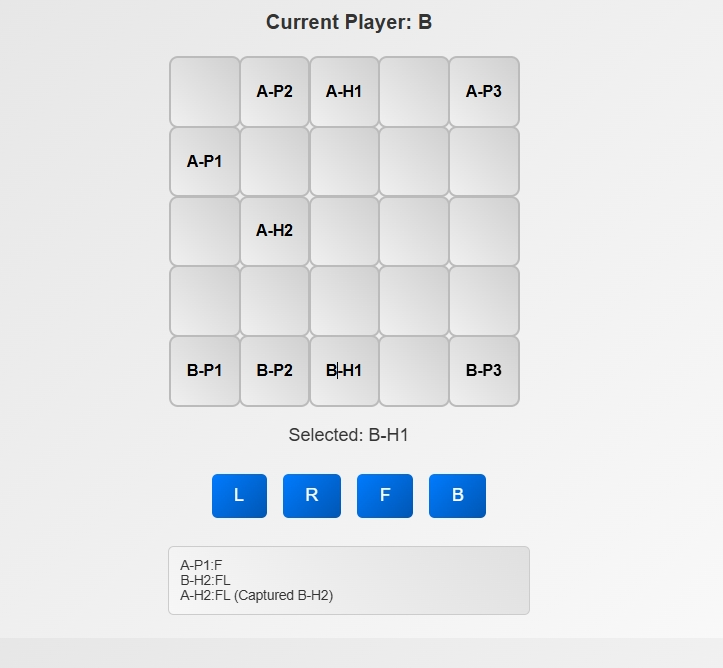 Current Player: B
A-P2 A-H1 A-P3
A-P1
A-H2
B-P1 B-P2 B-H1 B-P3
Selected: B-H1
L R F B
A-P1:F
B-H2:FL
A-H2:FL (Captured B-H2)